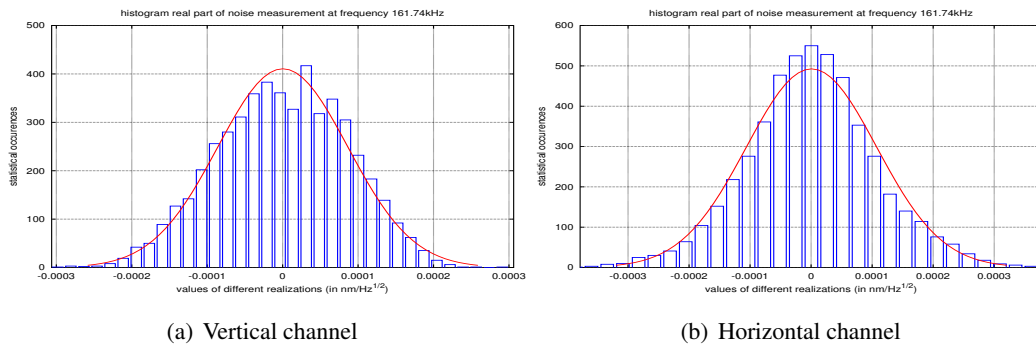 histogram real part of noise measurement at frequency 161.74kHz
500
400
300
200
100
0
statistical occurences
-0.0003 -0.0002 -0.0001 0 0.0001 0.0002 0.0003
values of different realizations (in nm/Hz^1/2)
(a) Vertical channel
histogram real part of noise measurement at frequency 161.74kHz
600
500
400
300
200
100
0
statistical occurences
-0.0003 -0.0002 -0.0001 0 0.0001 0.0002 0.0003
values of different realizations (in nm/Hz^1/2)
(b) Horizontal channel